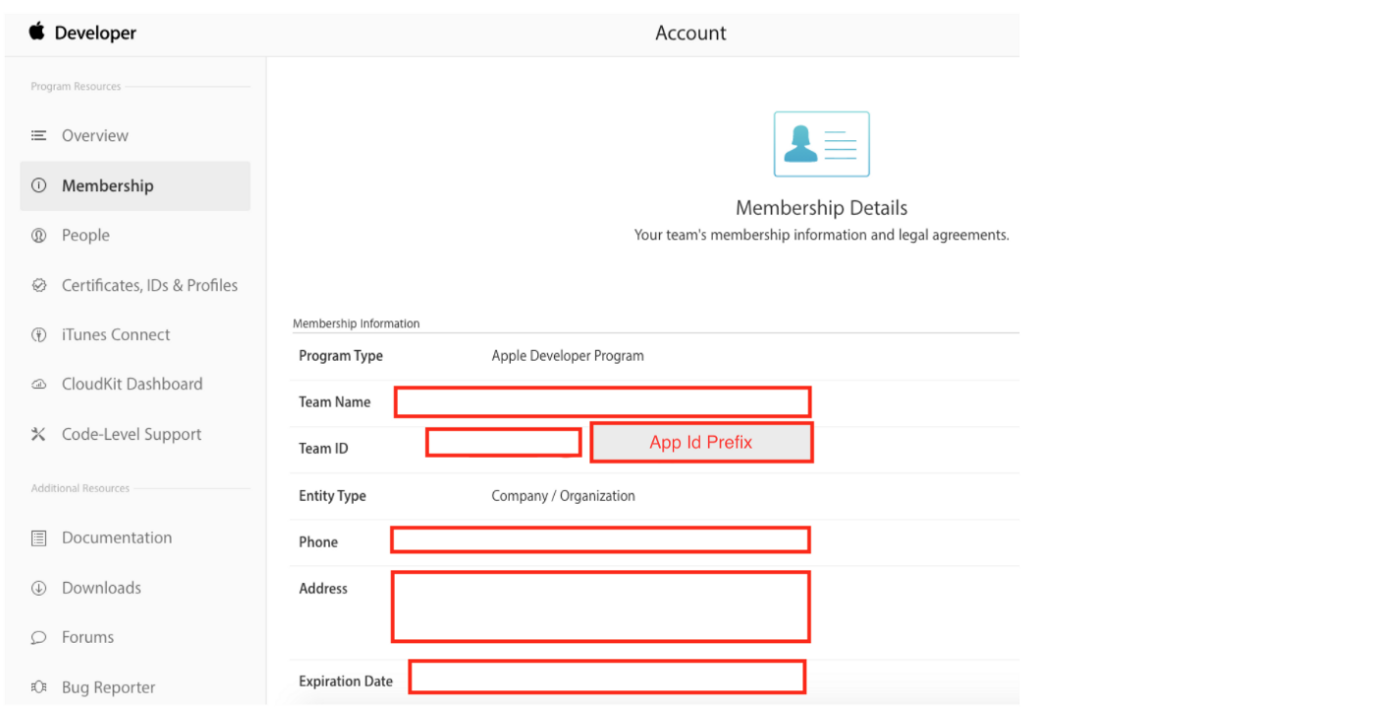 Developer
Account
Program Resources
Overview
Membership
People
Certificates, IDs & Profiles
iTunes Connect
CloudKit Dashboard
Code-Level Support
Additional Resources
Documentation
Downloads
Forums
Bug Reporter
Membership Details
Your team's membership information and legal agreements.
Membership Information
Program Type Apple Developer Program
Team Name
Team ID App Id Prefix
Entity Type Company / Organization
Phone
Address
Expiration Date